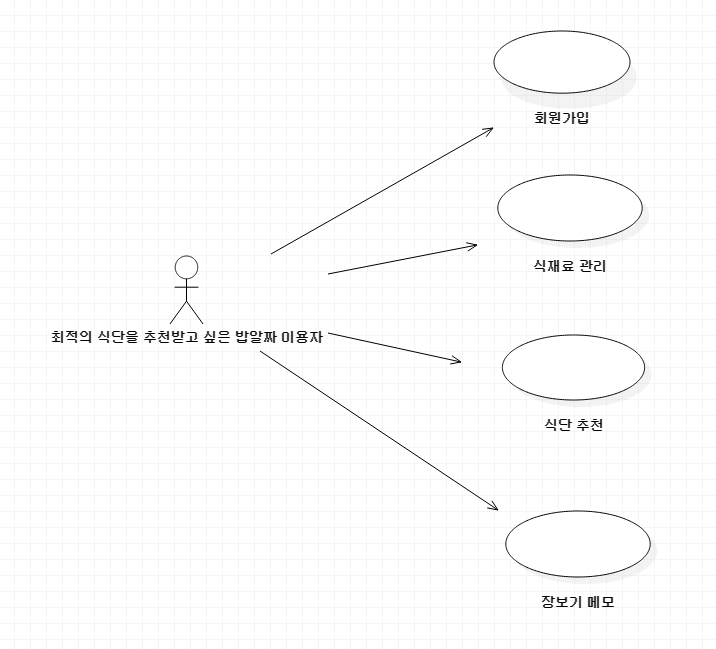 회원가입
식재료 관리
최적의 식단을 추천받고 싶은 밥알짜 이용자
식단 추천
장보기 메모